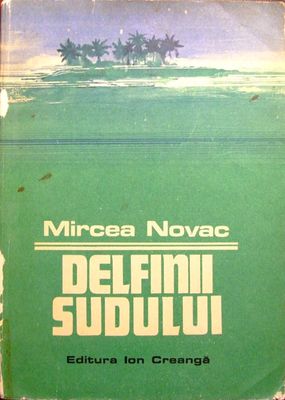 Mircea Novac
DELFINII
SUDULUI
Editura Ion Creangă